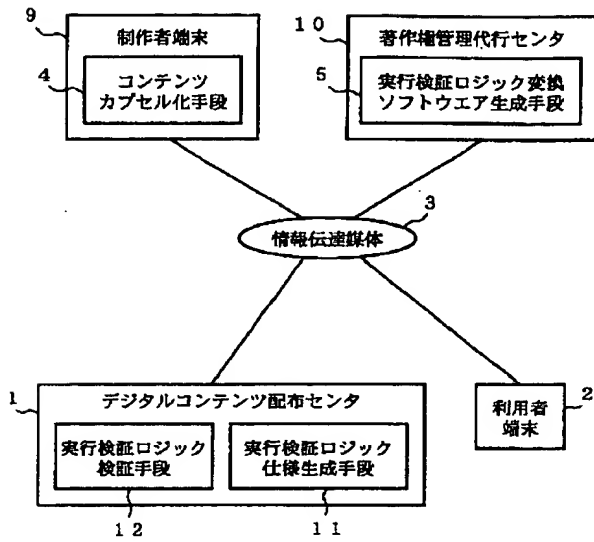 9
制作者端末
4
コンテンツ
カプセル化手段
10
著作権管理代行センタ
5
実行検証ロジック変換
ソフトウエア生成手段
3
情報伝達媒体
1
デジタルコンテンツ配布センタ
実行検証ロジック
検証手段
12
実行検証ロジック
仕様生成手段
11
利用者
端末
2